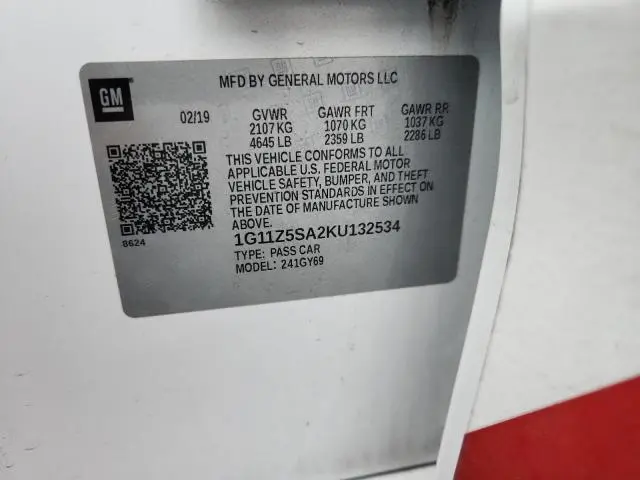 MFD BY GENERAL MOTORS LLC
GM
02/19 GVWR GAWR FRT GAWR RR
2107 KG 1070 KG 1037 KG
4645 LB 2359 LB 2286 LB
THIS VEHICLE CONFORMS TO ALL
APPLICABLE U.S. FEDERAL MOTOR
VEHICLE SAFETY, BUMPER, AND THEFT
PREVENTION STANDARDS IN EFFECT ON
THE DATE OF MANUFACTURE SHOWN
ABOVE.
8624
1G11Z5SA2KU132534
TYPE: PASS CAR
MODEL: 241GY69